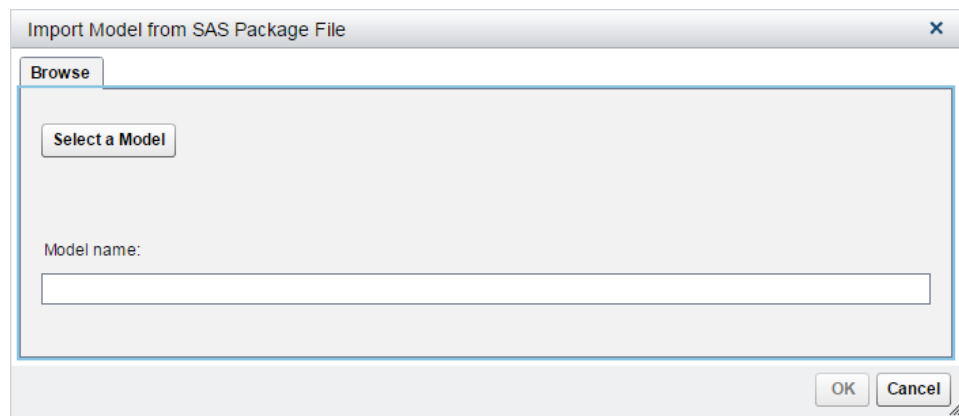 Import Model from SAS Package File
Browse
Select a Model
Model name:
OK Cancel